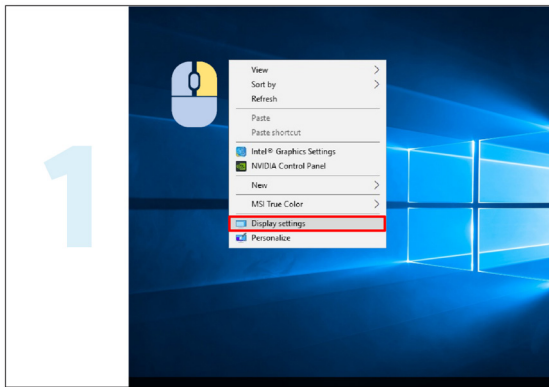 1
View
Sort by
Refresh
Paste
Paste shortcut
Intel® Graphics Settings
NVIDIA Control Panel
New
MSI True Color
Display settings
Personalize